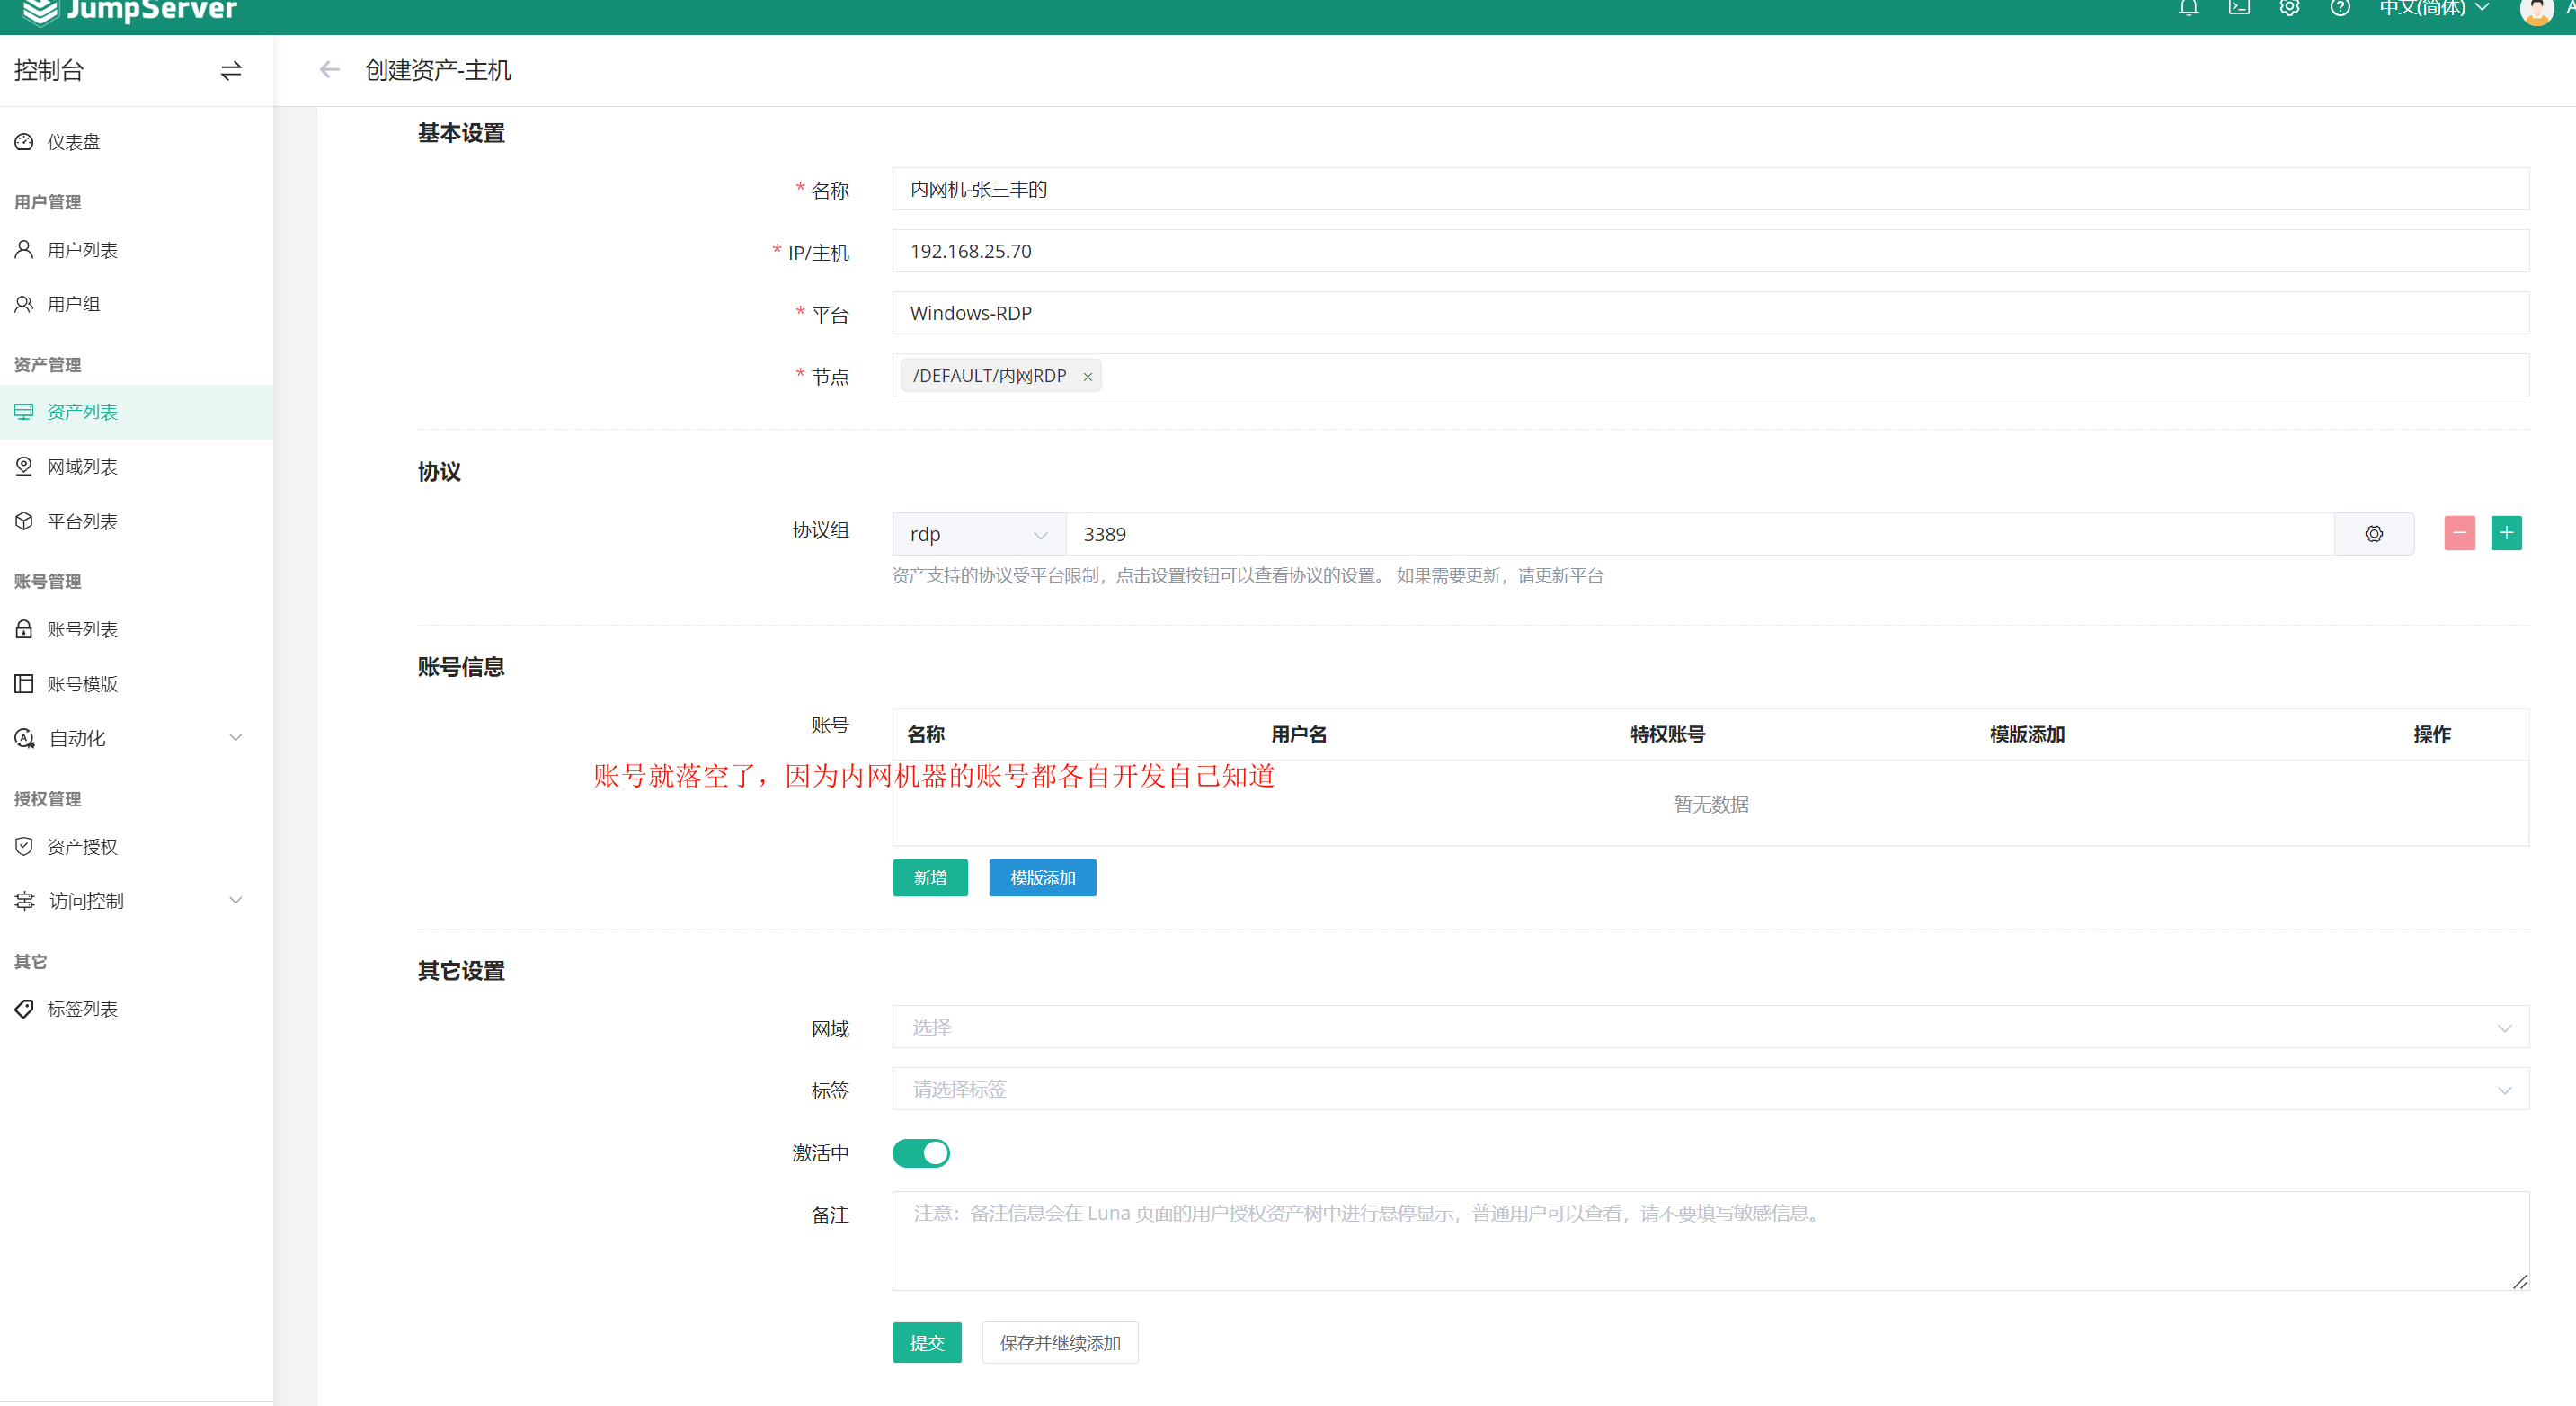 JumpServer
中文(简体)
控制台
创建资产-主机
仪表盘
用户管理
用户列表
用户组
资产管理
资产列表
网域列表
平台列表
账号管理
账号列表
账号模版
自动化
授权管理
资产授权
访问控制
其它
标签列表
基本设置
* 名称
内网机-张三丰的
* IP/主机
192.168.25.70
* 平台
Windows-RDP
* 节点
/DEFAULT/内网RDP ×
协议
协议组
rdp
3389
资产支持的协议受平台限制，点击设置按钮可以查看协议的设置。 如果需要更新，请更新平台
账号信息
账号
名称 用户名 特权账号 模版添加 操作
账号就落空了，因为内网机器的账号都各自开发自己知道
暂无数据
新增 模版添加
其它设置
网域
选择
标签
请选择标签
激活中
备注
注意：备注信息会在 Luna 页面的用户授权资产树中进行悬停显示，普通用户可以查看，请不要填写敏感信息。
提交 保存并继续添加